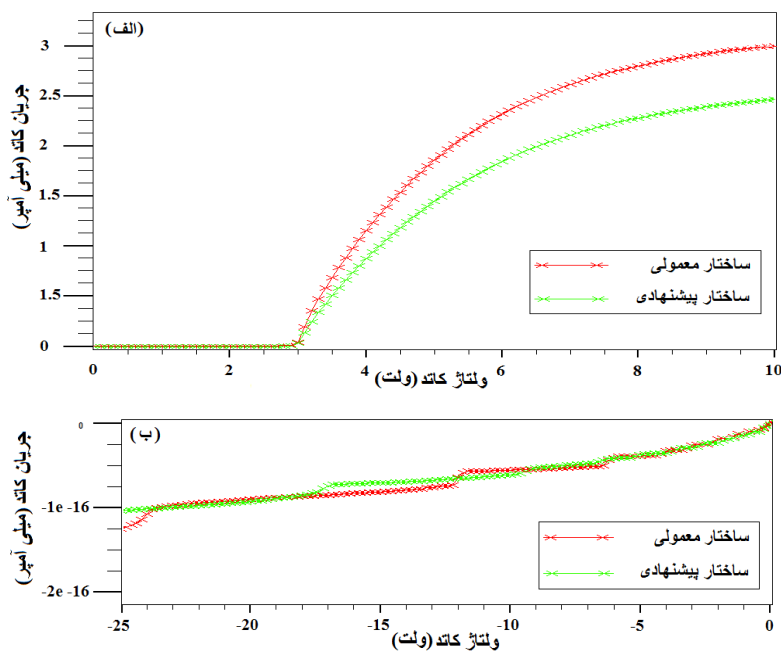 (الف)
جریان کاتد (میلی آمپر)
3
2.5
2
1.5
1
1.5
0
ساختار معمولی
ساختار پیشنهادی
0 2 4 6 8 10
ولتاژ کاتد (ولت)
(ب)
جریان کاتد (میلی آمپر)
0
-1e-16
-2e-16
ساختار معمولی
ساختار پیشنهادی
-25 -20 -15 -10 -5 0
ولتاژ کاتد (ولت)